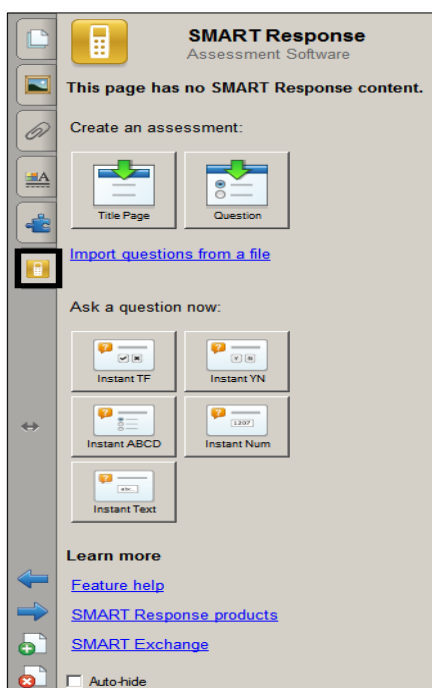 SMART Response
Assessment Software
This page has no SMART Response content.
Create an assessment:
Title Page
Question
Import questions from a file
Ask a question now:
Instant TF
Y N
Instant YN
Instant ABCD
1207
Instant Num
abc...
Instant Text
Learn more
Feature help
SMART Response products
SMART Exchange
Auto-hide